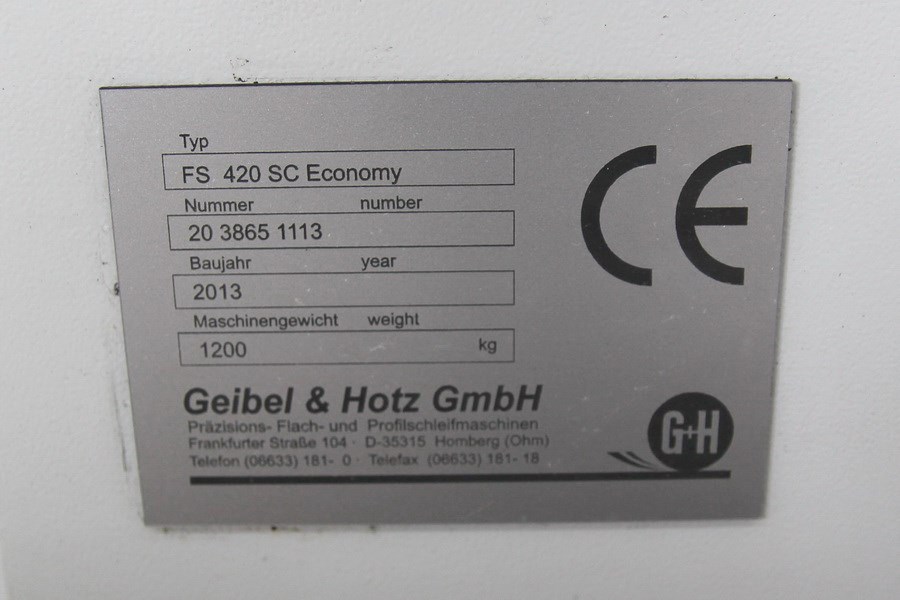 Typ
FS 420 SC Economy
Nummer number
20 3865 1113
Baujahr year
2013
Maschinengewicht weight
1200 kg
CE
Geibel & Hotz GmbH
Präzisions- Flach- und Profilschleifmaschinen
Frankfurter Straße 104 · D-35315 Homberg (Ohm)
Telefon (06633) 181- 0 · Telefax (06633) 181- 18
G+H